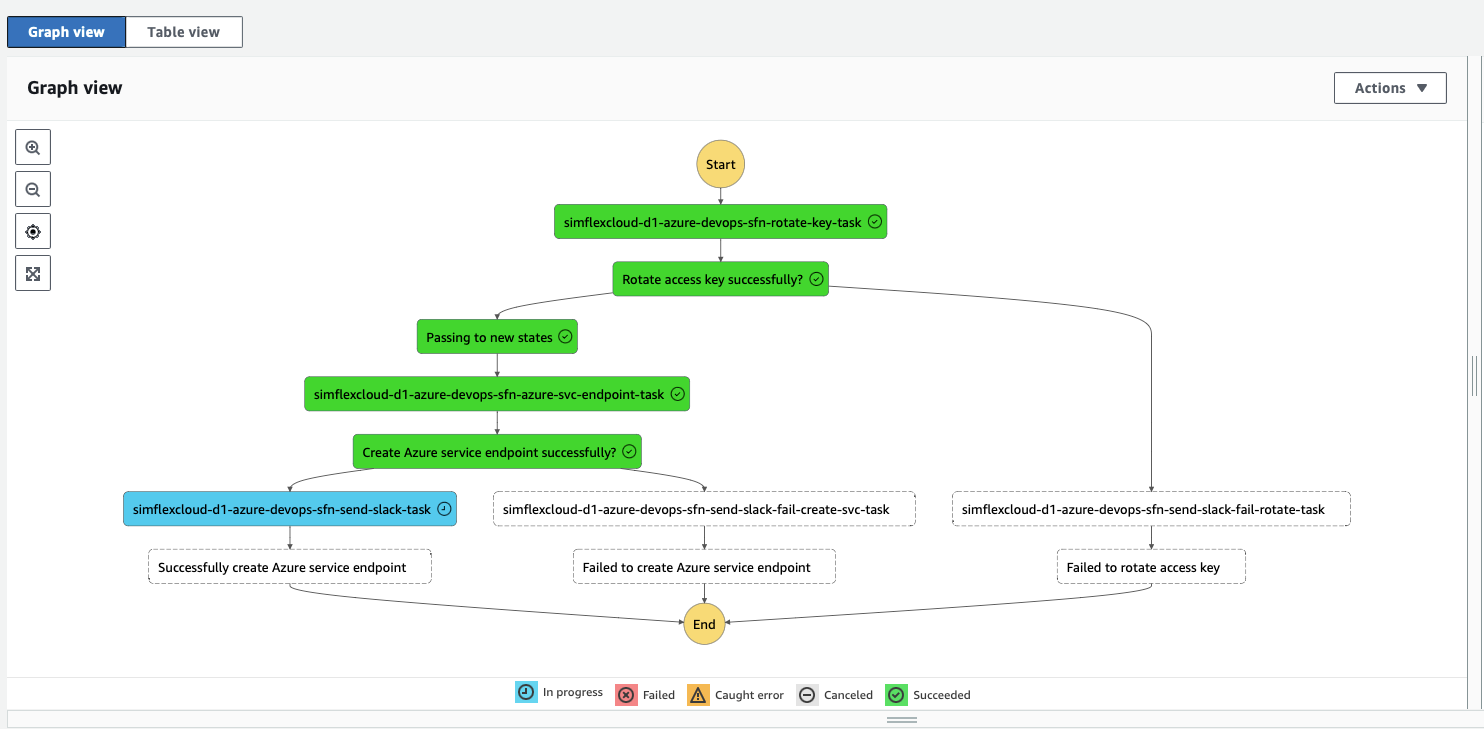 Graph view
Table view
Graph view
Actions
Start
simflexcloud-d1-azure-devops-sfn-rotate-key-task
Rotate access key successfully?
Passing to new states
simflexcloud-d1-azure-devops-sfn-azure-svc-endpoint-task
Create Azure service endpoint successfully?
simflexcloud-d1-azure-devops-sfn-send-slack-task
simflexcloud-d1-azure-devops-sfn-send-slack-fail-create-svc-task
simflexcloud-d1-azure-devops-sfn-send-slack-fail-rotate-task
Successfully create Azure service endpoint
Failed to create Azure service endpoint
Failed to rotate access key
End
In progress
Failed
Caught error
Canceled
Succeeded